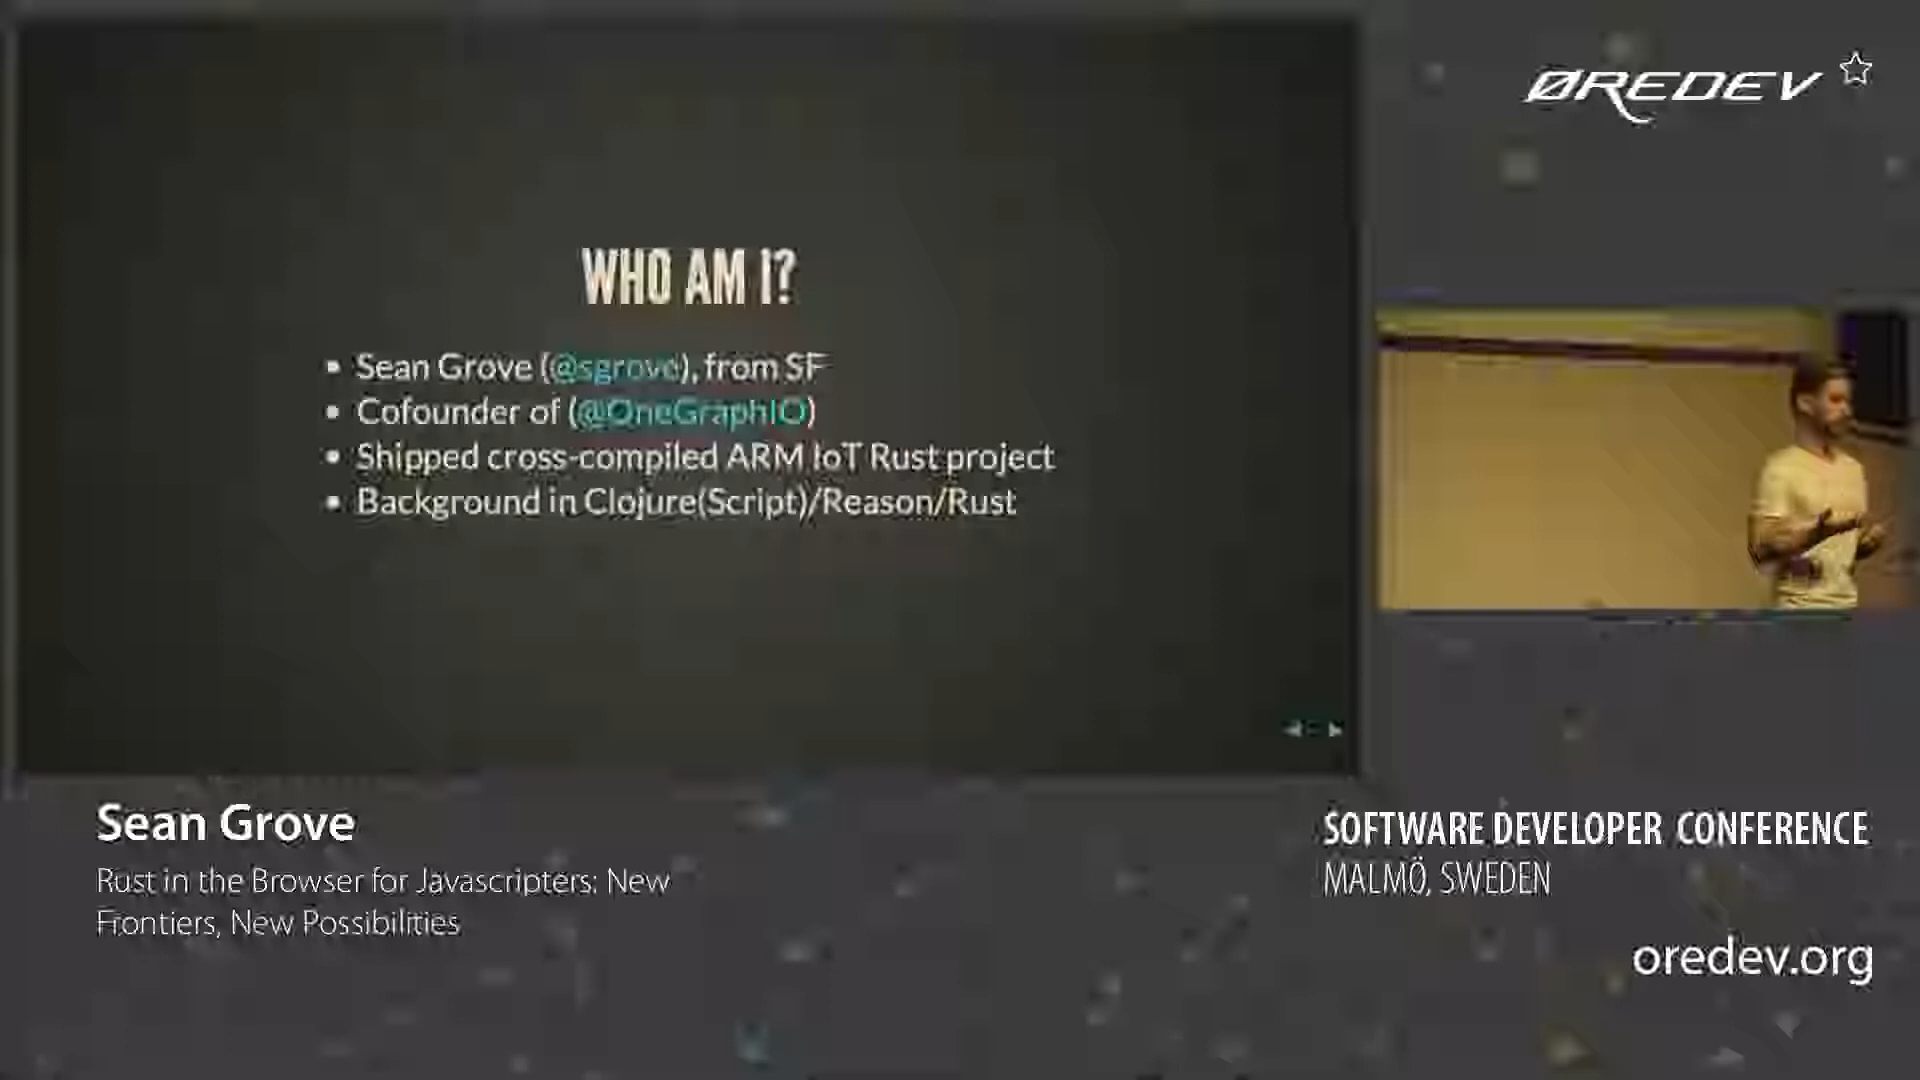 ØREDEV
WHO AM I?
Sean Grove (@sgrove), from SF
Cofounder of (@OneGraphIO)
Shipped cross-compiled ARM IoT Rust project
Background in Clojure(Script)/Reason/Rust
Sean Grove
Rust in the Browser for Javascripters: New
Frontiers, New Possibilities
SOFTWARE DEVELOPER CONFERENCE
MALMÖ, SWEDEN
oredev.org